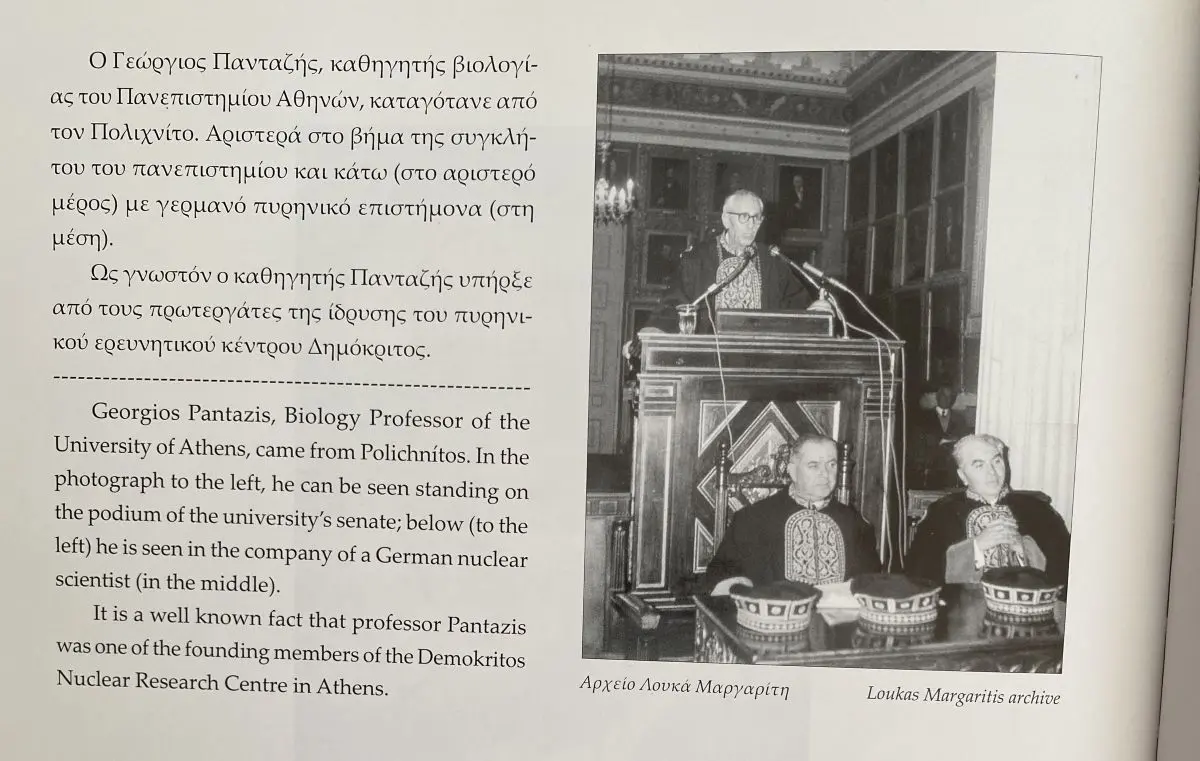 Ο Γεώργιος Πανταζής, καθηγητής βιολογί-
ας του Πανεπιστημίου Αθηνών, καταγότανε από
τον Πολιχνίτο. Αριστερά στο βήμα της συγκλή-
του του πανεπιστημίου και κάτω (στο αριστερό
μέρος) με γερμανό πυρηνικό επιστήμονα (στη
μέση).
Ως γνωστόν ο καθηγητής Πανταζής υπήρξε
από τους πρωτεργάτες της ίδρυσης του πυρηνι-
κού ερευνητικού κέντρου Δημόκριτος.
Georgios Pantazis, Biology Professor of the
University of Athens, came from Polichnítos. In the
photograph to the left, he can be seen standing on
the podium of the university's senate; below (to the
left) he is seen in the company of a German nuclear
scientist (in the middle).
It is a well known fact that professor Pantazis
was one of the founding members of the Demokritos
Nuclear Research Centre in Athens.
Αρχείο Λουκά Μαργαρίτη
Loukas Margaritis archive